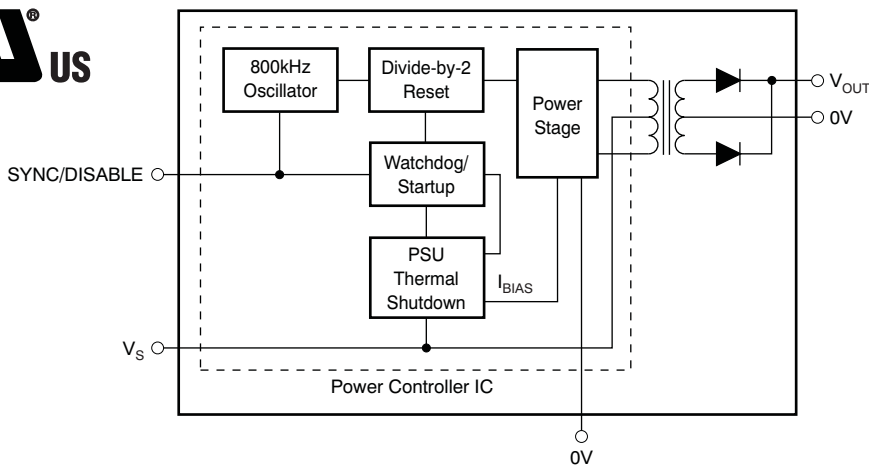 ®
US
800kHz
Oscillator
Divide-by-2
Reset
Power
Stage
V_OUT
0V
SYNC/DISABLE
Watchdog/
Startup
PSU
Thermal
Shutdown
I_BIAS
V_S
Power Controller IC
0V